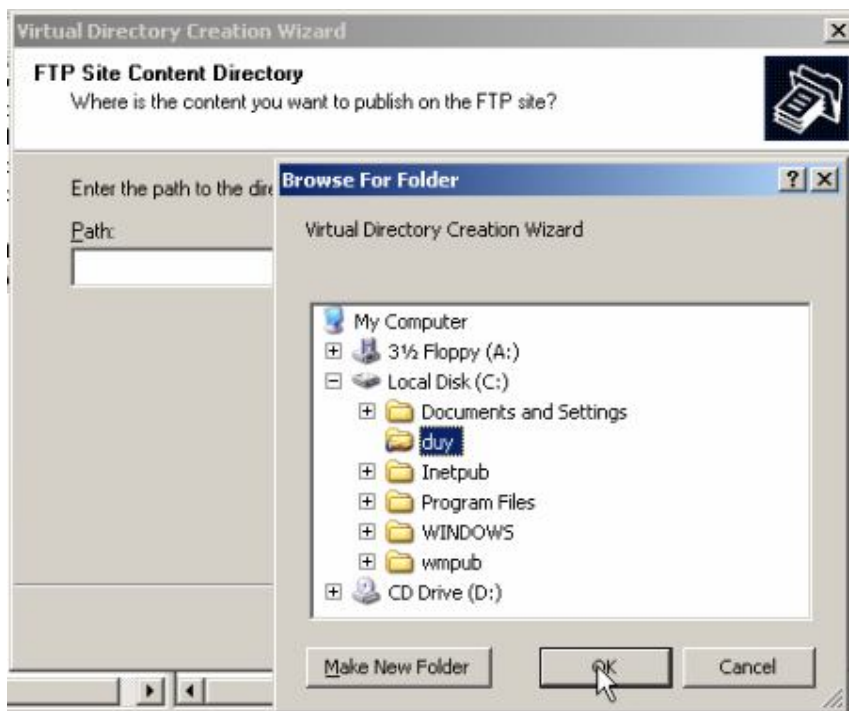 Virtual Directory Creation Wizard
FTP Site Content Directory
Where is the content you want to publish on the FTP site?
Enter the path to the dire
Path:
Browse For Folder
Virtual Directory Creation Wizard
My Computer
3½ Floppy (A:)
Local Disk (C:)
Documents and Settings
duy
Inetpub
Program Files
WINDOWS
wmpub
CD Drive (D:)
Make New Folder OK Cancel